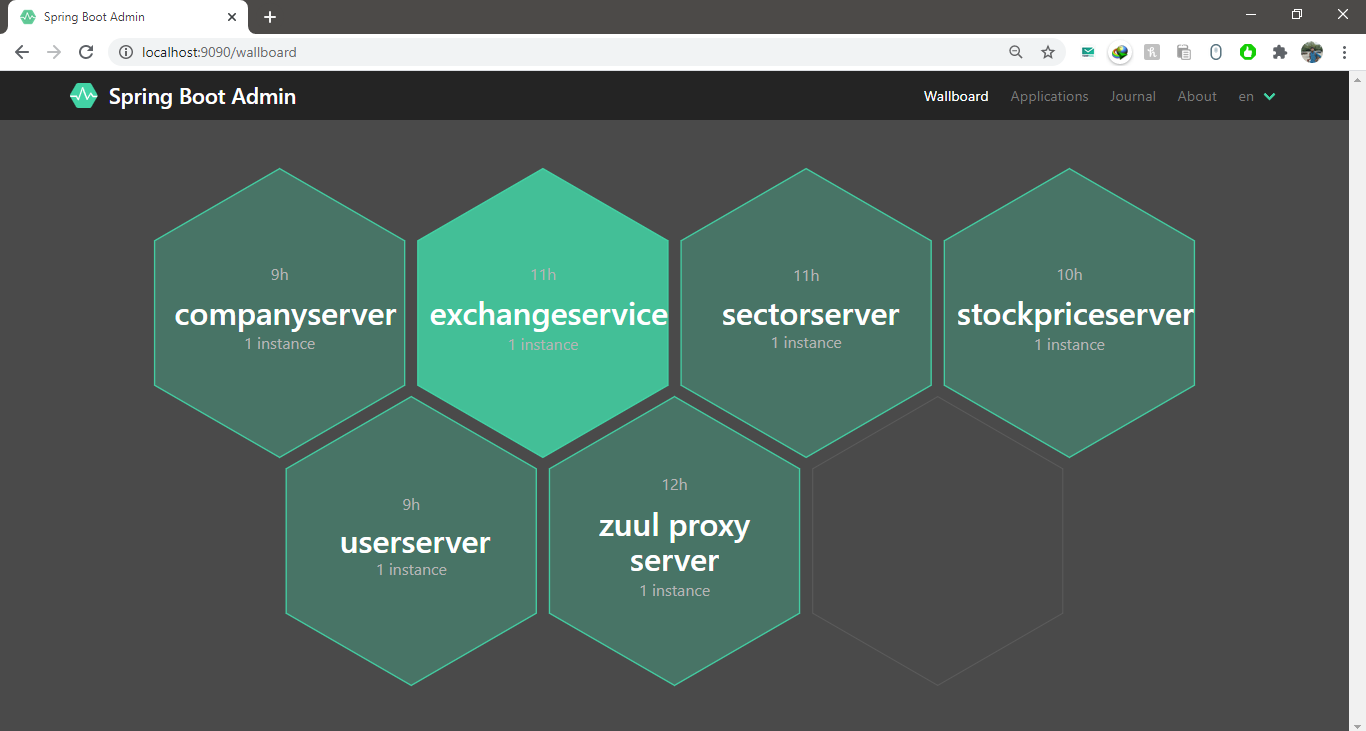 Spring Boot Admin
localhost:9090/wallboard
Spring Boot Admin
Wallboard Applications Journal About en
9h
companyserver
1 instance
11h
exchangeservice
1 instance
11h
sectorserver
1 instance
10h
stockpriceserver
1 instance
9h
userserver
1 instance
12h
zuul proxy
server
1 instance